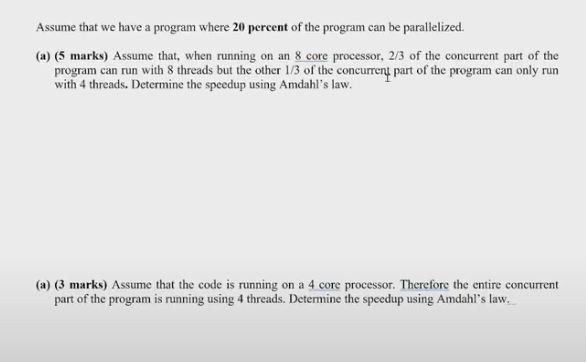 Assume that we have a program where 20 percent of the program can be parallelized.
(a) (5 marks) Assume that, when running on an 8 core processor, 2/3 of the concurrent part of the
program can run with 8 threads but the other 1/3 of the concurrent part of the program can only run
with 4 threads. Determine the speedup using Amdahl's law.
(a) (3 marks) Assume that the code is running on a 4 core processor. Therefore the entire concurrent
part of the program is running using 4 threads. Determine the speedup using Amdahl's law.